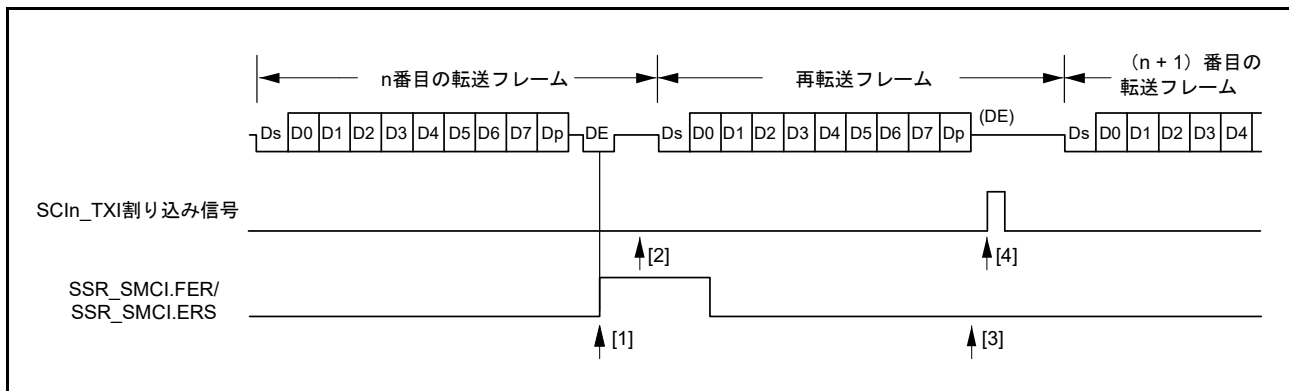 n番目の転送フレーム
再転送フレーム
（n + 1）番目の
転送フレーム
Ds D0 D1 D2 D3 D4 D5 D6 D7 Dp DE Ds D0 D1 D2 D3 D4 D5 D6 D7 Dp (DE) Ds D0 D1 D2 D3 D4
SCIn_TXI割り込み信号
[2] [4]
SSR_SMCI.FER/
SSR_SMCI.ERS
[1] [3]